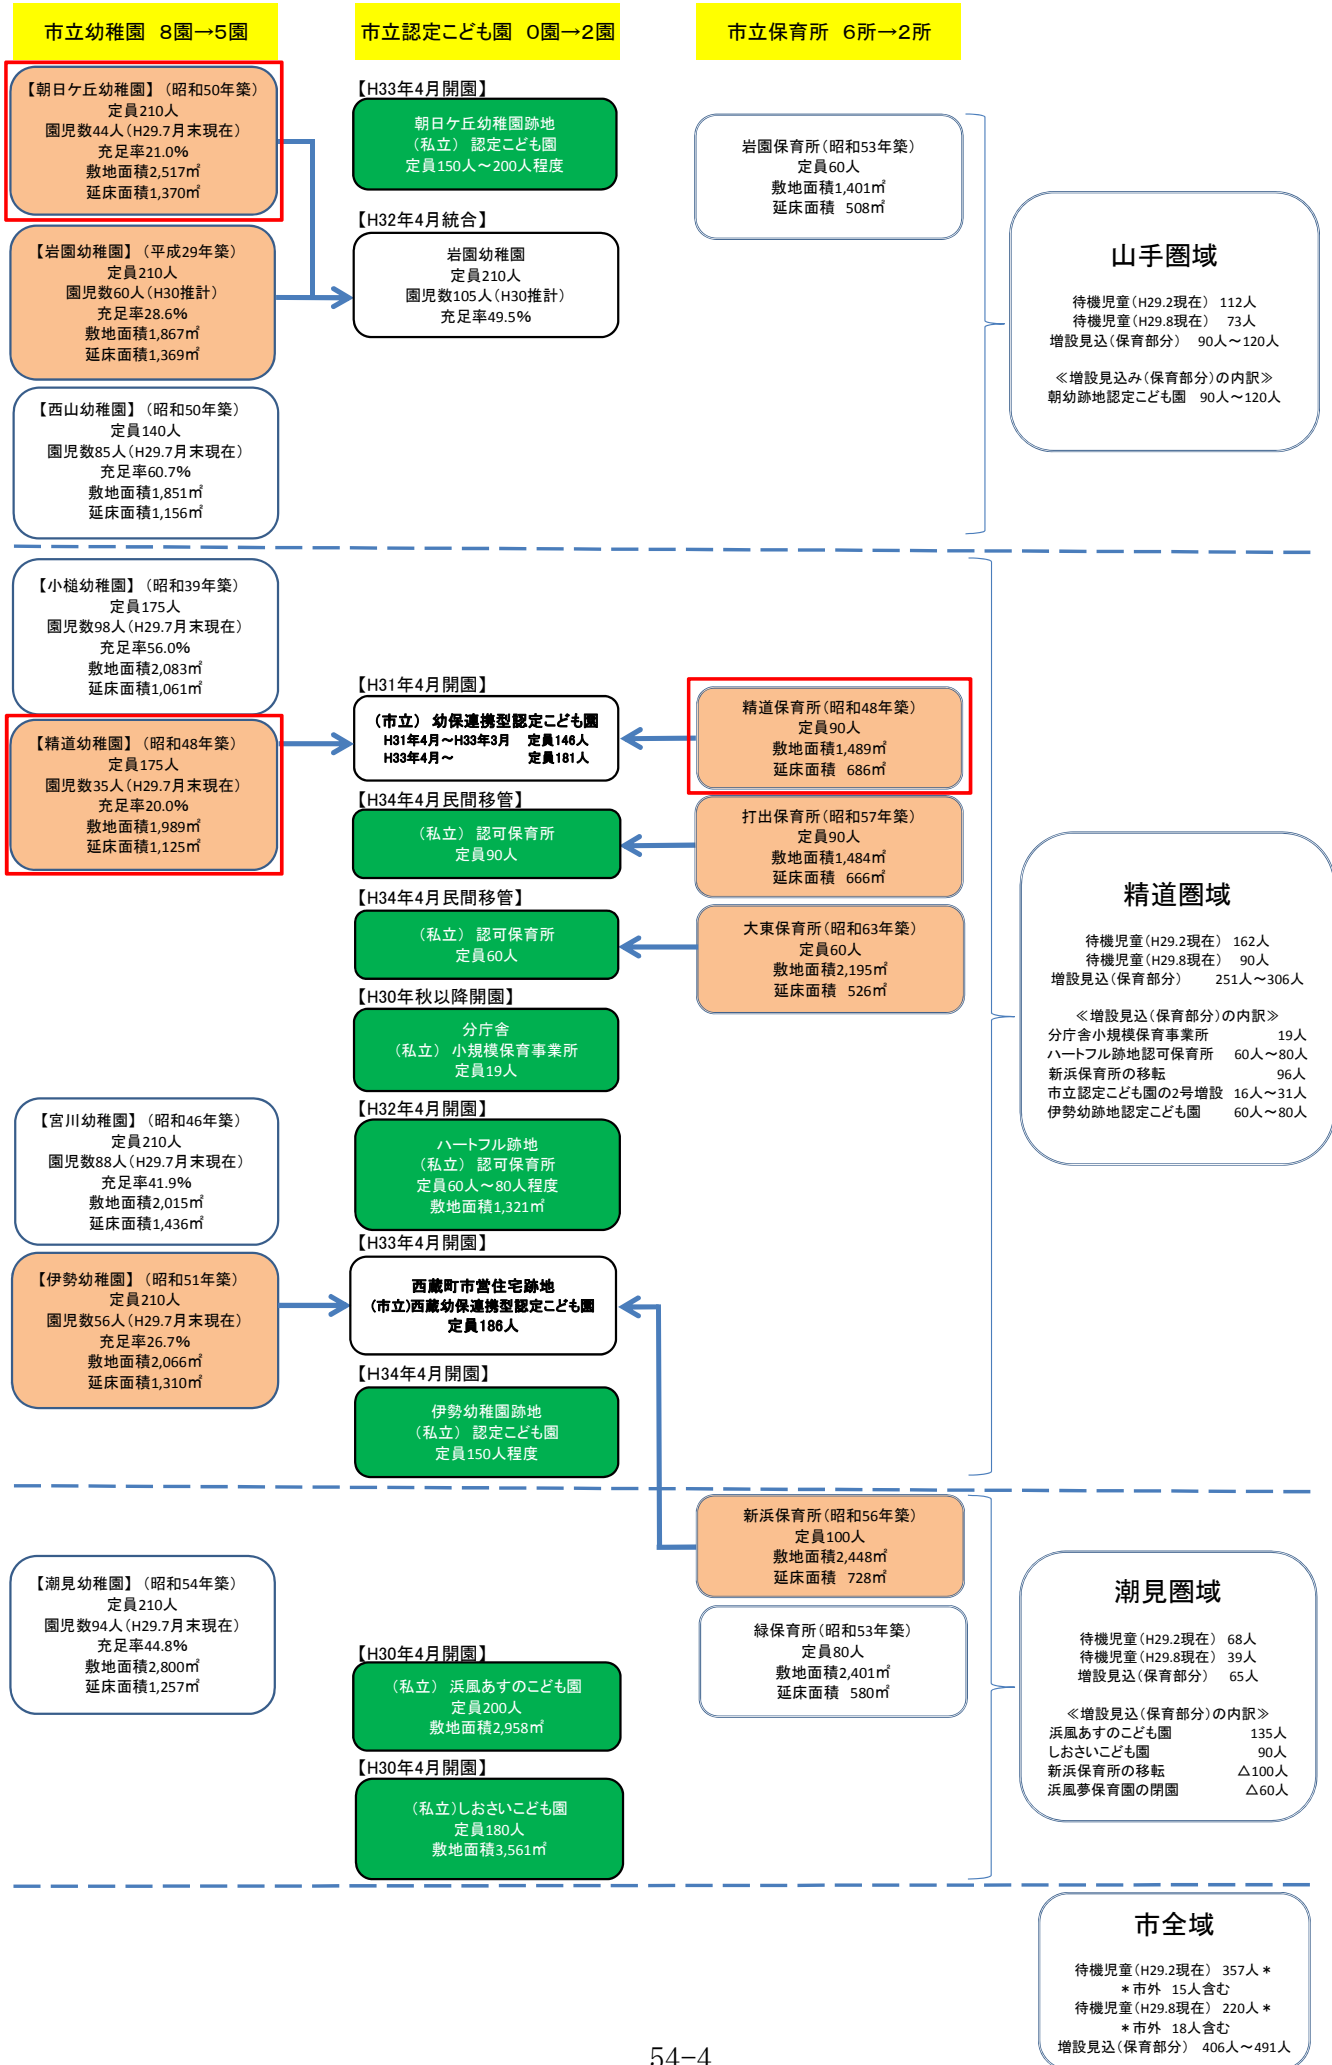 市立幼稚園 8園→5園
【朝日ケ丘幼稚園】（昭和50年築）
定員210人
園児数44人（H29.7月末現在）
充足率21.0%
敷地面積2,517㎡
延床面積1,370㎡
【岩園幼稚園】（平成29年築）
定員210人
園児数60人（H30推計）
充足率28.6%
敷地面積1,867㎡
延床面積1,369㎡
【西山幼稚園】（昭和50年築）
定員140人
園児数85人（H29.7月末現在）
充足率60.7%
敷地面積1,851㎡
延床面積1,156㎡
【小槌幼稚園】（昭和39年築）
定員175人
園児数98人（H29.7月末現在）
充足率56.0%
敷地面積2,083㎡
延床面積1,061㎡
【精道幼稚園】（昭和48年築）
定員175人
園児数35人（H29.7月末現在）
充足率20.0%
敷地面積1,989㎡
延床面積1,125㎡
【宮川幼稚園】（昭和46年築）
定員210人
園児数88人（H29.7月末現在）
充足率41.9%
敷地面積2,015㎡
延床面積1,436㎡
【伊勢幼稚園】（昭和51年築）
定員210人
園児数56人（H29.7月末現在）
充足率26.7%
敷地面積2,066㎡
延床面積1,310㎡
【潮見幼稚園】（昭和54年築）
定員210人
園児数94人（H29.7月末現在）
充足率44.8%
敷地面積2,800㎡
延床面積1,257㎡
市立認定こども園 0園→2園
【H33年4月開園】
朝日ケ丘幼稚園跡地
（私立） 認定こども園
定員150人～200人程度
【H32年4月統合】
岩園幼稚園
定員210人
園児数105人（H30推計）
充足率49.5%
【H31年4月開園】
（市立） 幼保連携型認定こども園
H31年4月～H33年3月 定員146人
H33年4月～ 定員181人
【H34年4月民間移管】
（私立） 認可保育所
定員90人
【H34年4月民間移管】
（私立） 認可保育所
定員60人
【H30年秋以降開園】
分庁舎
（私立） 小規模保育事業所
定員19人
【H32年4月開園】
ハートフル跡地
（私立） 認可保育所
定員60人～80人程度
敷地面積1,321㎡
【H33年4月開園】
西蔵町市営住宅跡地
（市立）西蔵幼保連携型認定こども園
定員186人
【H34年4月開園】
伊勢幼稚園跡地
（私立） 認定こども園
定員150人程度
【H30年4月開園】
（私立） 浜風あすのこども園
定員200人
敷地面積2,958㎡
【H30年4月開園】
（私立）しおさいこども園
定員180人
敷地面積3,561㎡
市立保育所 6所→2所
岩園保育所（昭和53年築）
定員60人
敷地面積1,401㎡
延床面積 508㎡
精道保育所（昭和48年築）
定員90人
敷地面積1,489㎡
延床面積 686㎡
打出保育所（昭和57年築）
定員90人
敷地面積1,484㎡
延床面積 666㎡
大東保育所（昭和63年築）
定員60人
敷地面積2,195㎡
延床面積 526㎡
新浜保育所（昭和56年築）
定員100人
敷地面積2,448㎡
延床面積 728㎡
緑保育所（昭和53年築）
定員80人
敷地面積2,401㎡
延床面積 580㎡
山手圏域
待機児童（H29.2現在） 112人
待機児童（H29.8現在） 73人
増設見込（保育部分） 90人～120人
≪増設見込み（保育部分）の内訳≫
朝幼跡地認定こども園 90人～120人
精道圏域
待機児童（H29.2現在） 162人
待機児童（H29.8現在） 90人
増設見込（保育部分） 251人～306人
≪増設見込（保育部分）の内訳≫
分庁舎小規模保育事業所 19人
ハートフル跡地認可保育所 60人～80人
新浜保育所の移転 96人
市立認定こども園の2号増設 16人～31人
伊勢幼跡地認定こども園 60人～80人
潮見圏域
待機児童（H29.2現在） 68人
待機児童（H29.8現在） 39人
増設見込（保育部分） 65人
≪増設見込（保育部分）の内訳≫
浜風あすのこども園 135人
しおさいこども園 90人
新浜保育所の移転 △100人
浜風夢保育園の閉園 △60人
市全域
待機児童（H29.2現在） 357人＊
＊市外 15人含む
待機児童（H29.8現在） 220人＊
＊市外 18人含む
増設見込（保育部分） 406人～491人
54-4